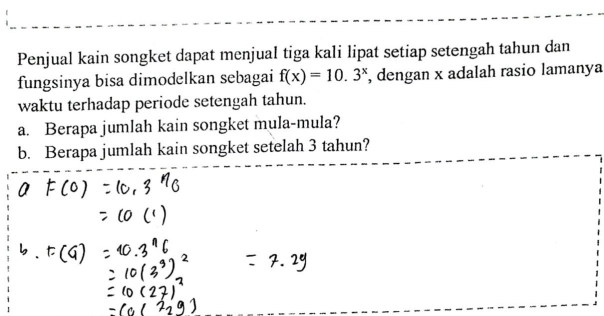 Penjual kain songket dapat menjual tiga kali lipat setiap setengah tahun dan
fungsinya bisa dimodelkan sebagai f(x) = 10. 3ˣ, dengan x adalah rasio lamanya
waktu terhadap periode setengah tahun.
a. Berapa jumlah kain songket mula-mula?
b. Berapa jumlah kain songket setelah 3 tahun?
a F(0) = 10, 3^0
= 10 (1)
b. F(6) = 10.3^6
= 10 (3³)² = 7.29
= 10 (27)²
= 10 ( 729)